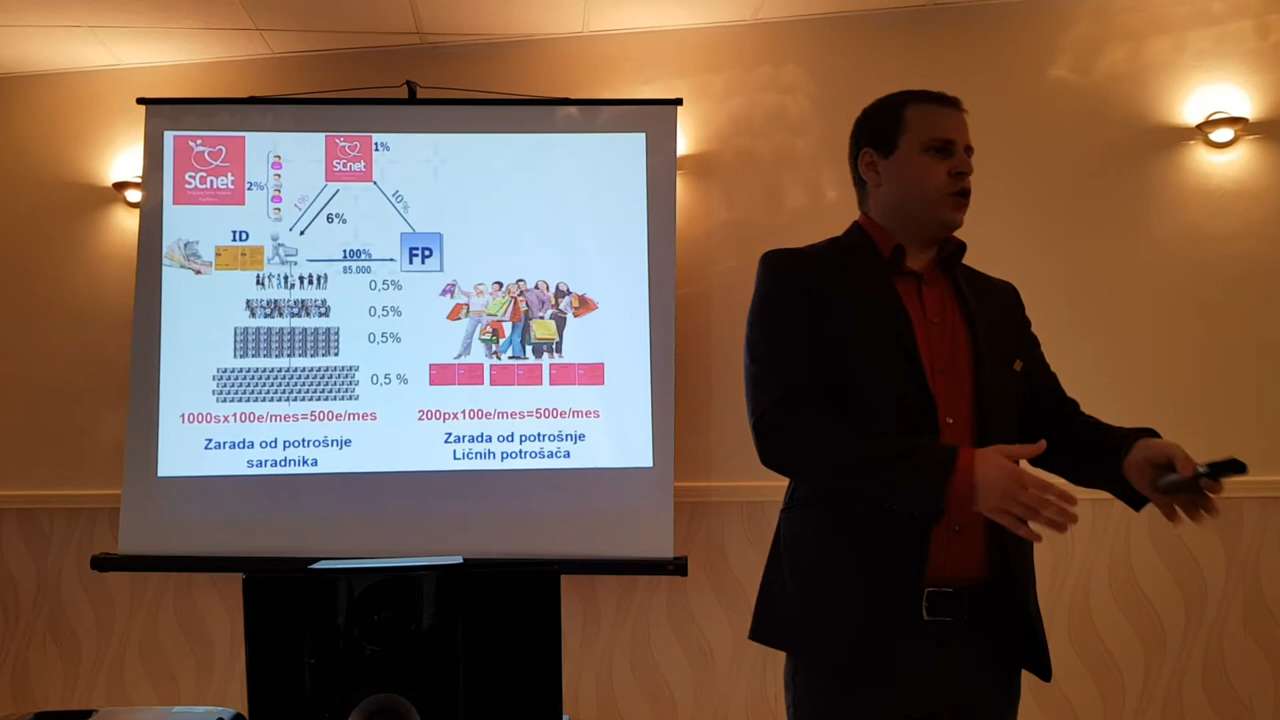 SCnet
2%
SCnet
1%
1%
6%
10%
ID
100%
85.000
FP
0,5%
0,5%
0,5%
0,5 %
1000sx100e/mes=500e/mes
Zarada od potrošnje
saradnika
200px100e/mes=500e/mes
Zarada od potrošnje
Ličnih potrošača